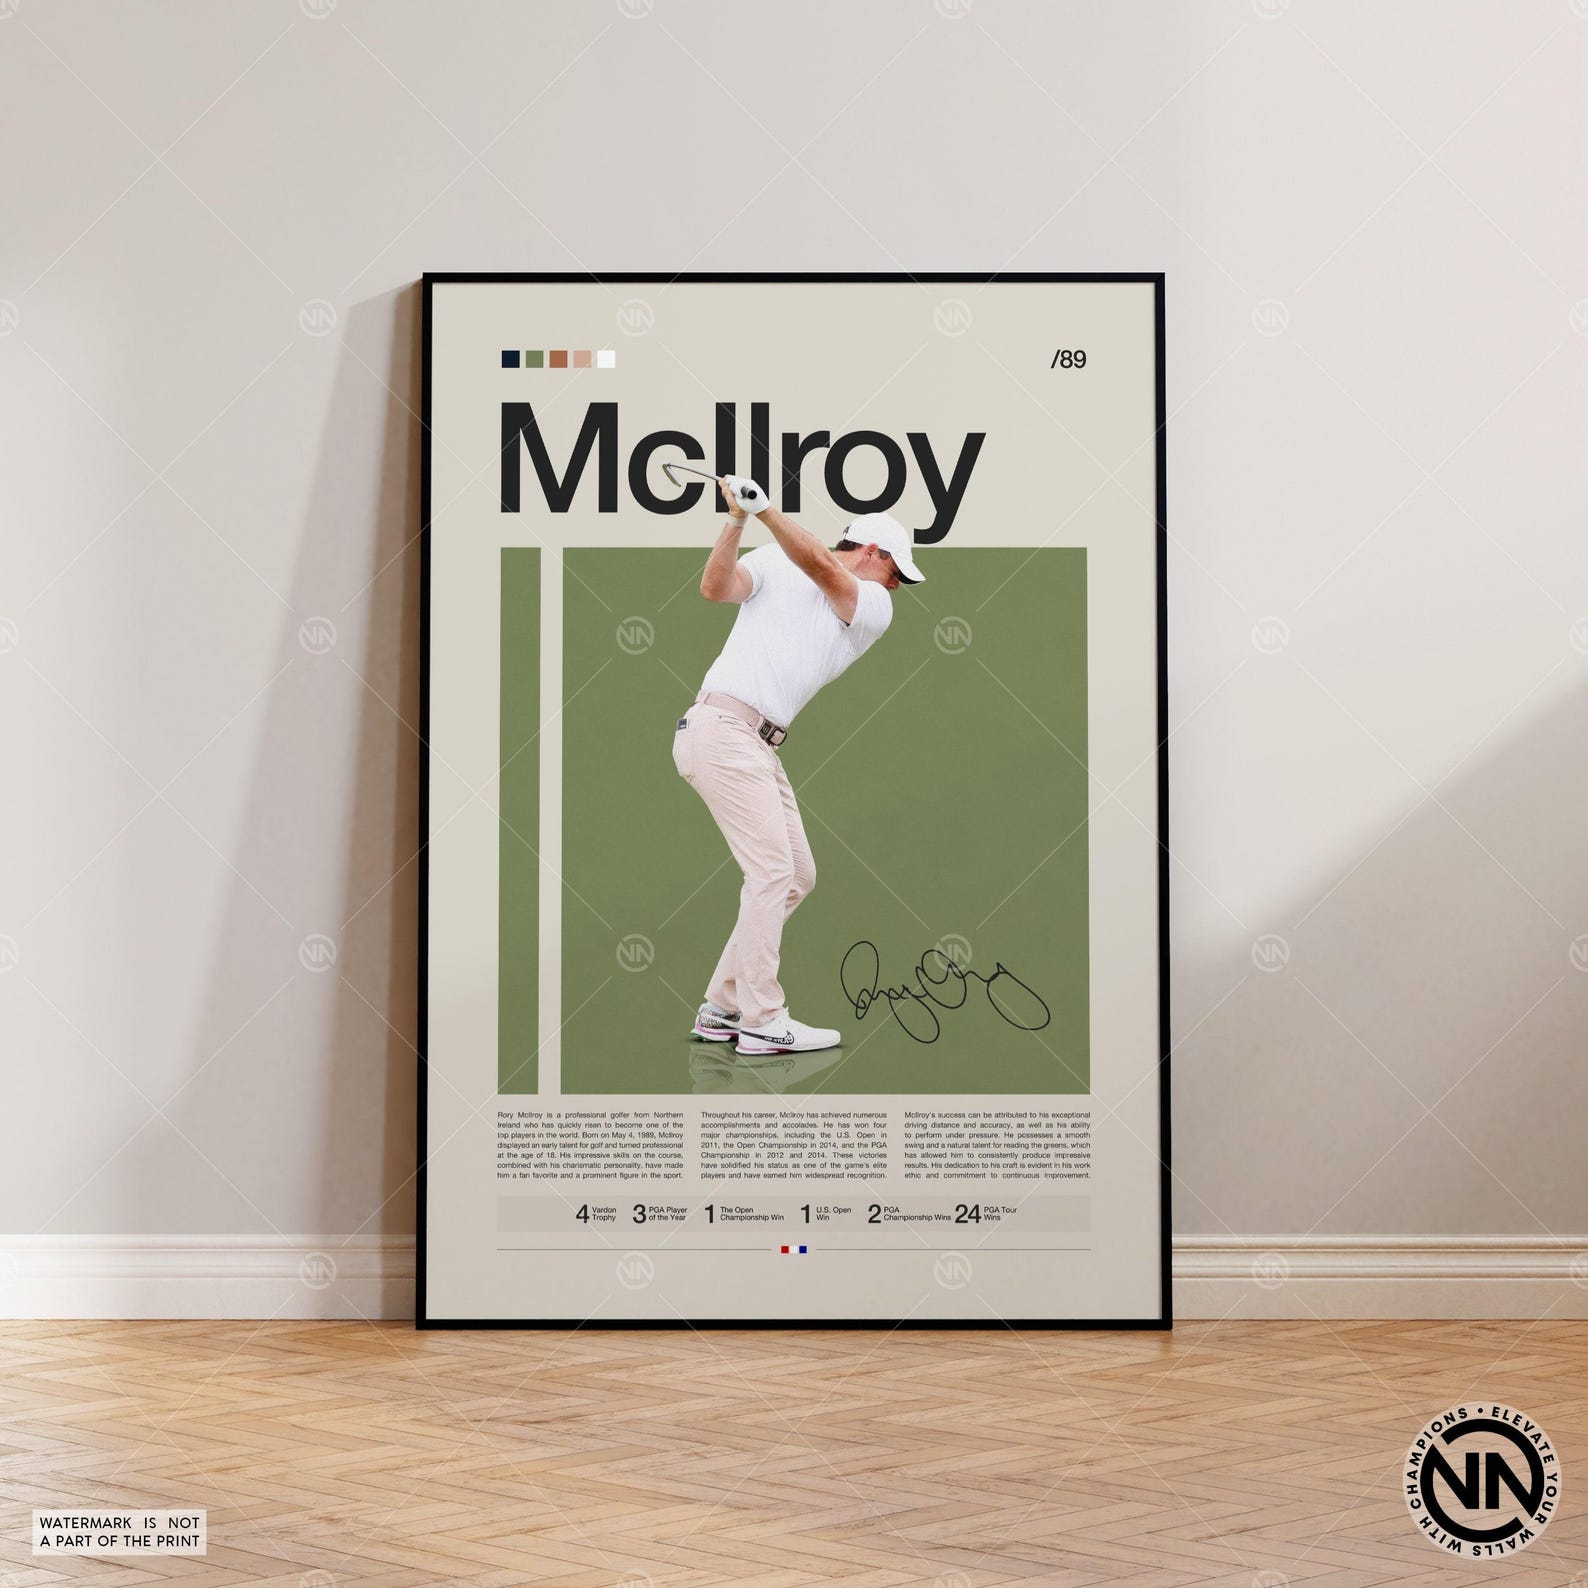 /89
McIlroy
Rory McIlroy is a professional golfer from Northern
Ireland who has quickly risen to become one of the
top players in the world. Born on May 4, 1989, McIlroy
displayed an early talent for golf and turned professional
at the age of 18. His impressive skills on the course,
combined with his charismatic personality, have made
him a fan favorite and a prominent figure in the sport.
Throughout his career, McIlroy has achieved numerous
accomplishments and accolades. He has won four
major championships, including the U.S. Open in
2011, the Open Championship in 2014, and the PGA
Championship in 2012 and 2014. These victories
have solidified his status as one of the game's elite
players and have earned him widespread recognition.
McIlroy's success can be attributed to his exceptional
driving distance and accuracy, as well as his ability
to perform under pressure. He possesses a smooth
swing and a natural talent for reading the greens, which
has allowed him to consistently produce impressive
results. His dedication to his craft is evident in his work
ethic and commitment to continuous improvement.
4 Vardon Trophy
3 PGA Player of the Year
1 The Open Championship Win
1 U.S. Open Win
2 PGA Championship Wins
24 PGA Tour Wins
WATERMARK IS NOT
A PART OF THE PRINT
ELEVATE YOUR WALLS WITH CHAMPIONS